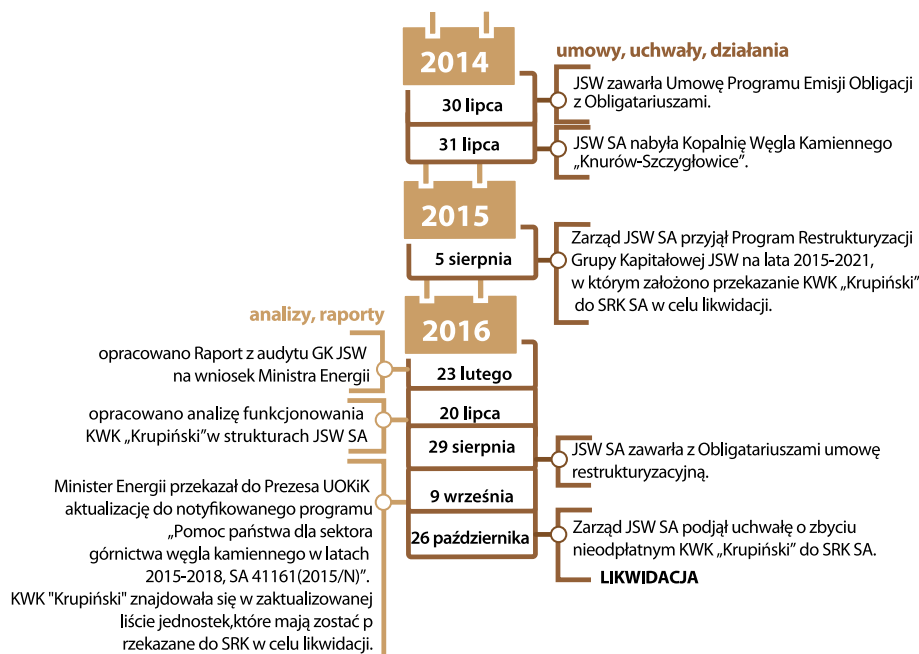 2014
umowy, uchwały, działania
30 lipca
JSW zawarła Umowę Programu Emisji Obligacji
z Obligatariuszami.
31 lipca
JSW SA nabyła Kopalnię Węgla Kamiennego
„Knurów-Szczygłowice”.
2015
5 sierpnia
Zarząd JSW SA przyjął Program Restrukturyzacji
Grupy Kapitałowej JSW na lata 2015-2021,
w którym założono przekazanie KWK „Krupiński”
do SRK SA w celu likwidacji.
analizy, raporty
2016
opracowano Raport z audytu GK JSW
na wniosek Ministra Energii
23 lutego
opracowano analizę funkcjonowania
KWK „Krupiński”w strukturach JSW SA
20 lipca
29 sierpnia
JSW SA zawarła z Obligatariuszami umowę
restrukturyzacyjną.
Minister Energii przekazał do Prezesa UOKiK
aktualizację do notyfikowanego programu
„Pomoc państwa dla sektora
górnictwa węgla kamiennego w latach
2015-2018, SA 41161(2015/N)”.
KWK "Krupiński" znajdowała się w zaktualizowanej
liście jednostek,które mają zostać p
rzekazane do SRK w celu likwidacji.
9 września
26 października
Zarząd JSW SA podjął uchwałę o zbyciu
nieodpłatnym KWK „Krupiński” do SRK SA.
LIKWIDACJA